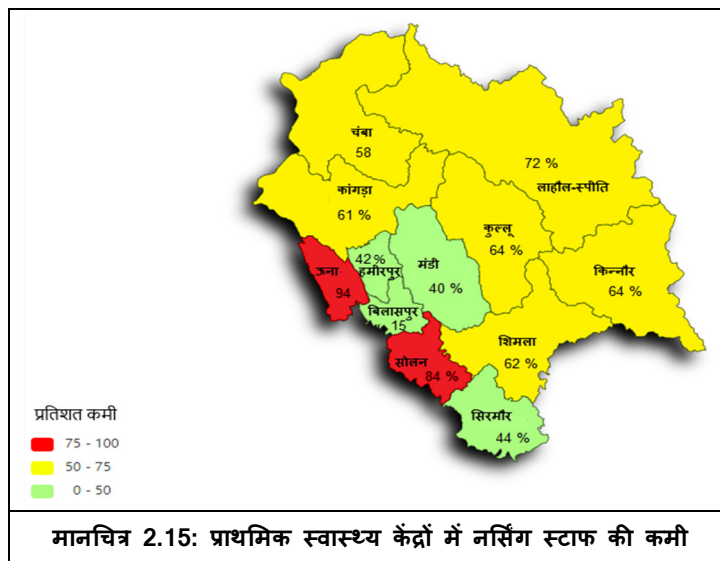 चंबा
58
72 %
लाहौल-स्पीति
कांगड़ा
61 %
कुल्लू
64 %
किन्नौर
64 %
42%
हमीरपुर
मंडी
40 %
ऊना
94
बिलासपुर
15
शिमला
62 %
सोलन
84 %
सिरमौर
44 %
प्रतिशत कमी
75 - 100
50 - 75
0 - 50
मानचित्र 2.15: प्राथमिक स्वास्थ्य केंद्रों में नर्सिंग स्टाफ की कमी